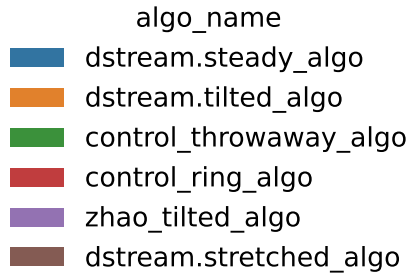 algo_name
dstream.steady_algo
dstream.tilted_algo
control_throwaway_algo
control_ring_algo
zhao_tilted_algo
dstream.stretched_algo